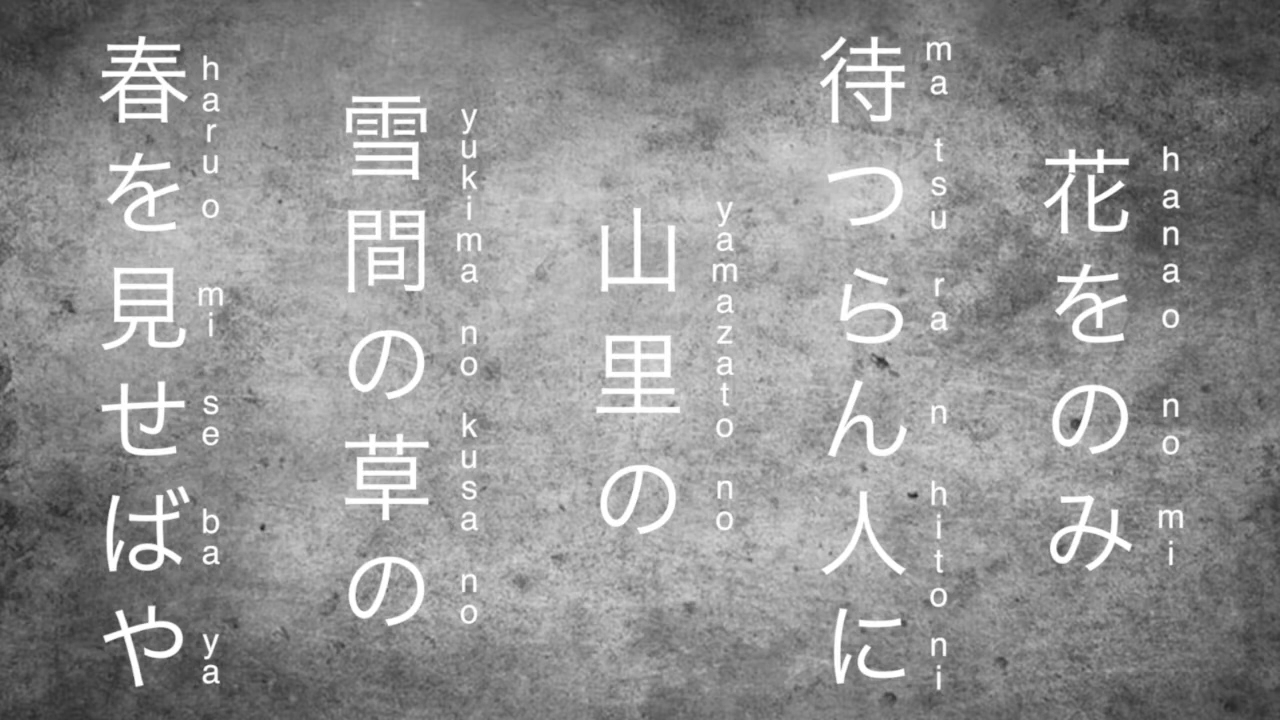 花をのみ
hana o no mi
待つらん人に
ma tsu ra n hito ni
山里の
yamazato no
雪間の草の
yukima no kusa no
春を見せばや
haru o mi se ba ya